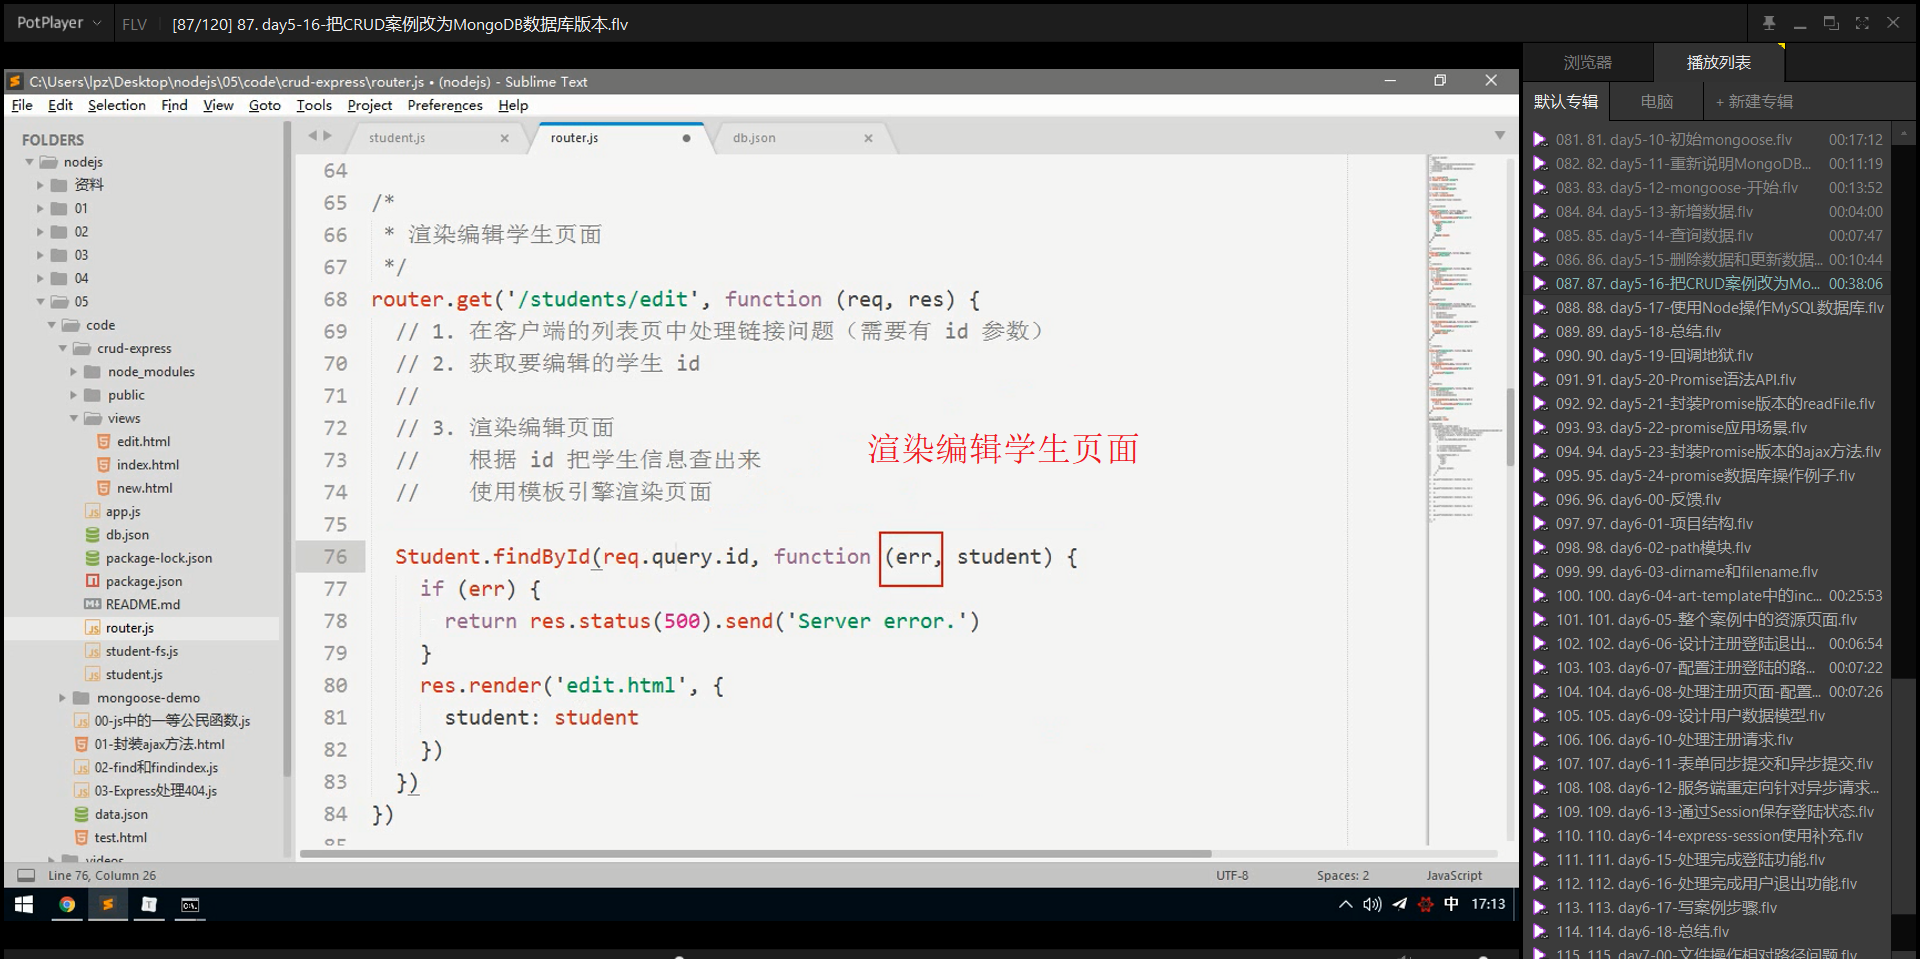 PotPlayer
FLV
[87/120] 87. day5-16-把CRUD案例改为MongoDB数据库版本.flv
C:\Users\lpz\Desktop\nodejs\05\code\crud-express\router.js • (nodejs) - Sublime Text
File Edit Selection Find View Goto Tools Project Preferences Help
FOLDERS
nodejs
资料
01
02
03
04
05
code
crud-express
node_modules
public
views
edit.html
index.html
new.html
app.js
db.json
package-lock.json
package.json
README.md
router.js
student-fs.js
student.js
mongoose-demo
00-js中的一等公民函数.js
01-封装ajax方法.html
02-find和findindex.js
03-Express处理404.js
data.json
test.html
videos
student.js
router.js
db.json
64
65 /*
66 * 渲染编辑学生页面
67 */
68 router.get('/students/edit', function (req, res) {
69 // 1. 在客户端的列表页中处理链接问题（需要有 id 参数）
70 // 2. 获取要编辑的学生 id
71 //
72 // 3. 渲染编辑页面
73 // 根据 id 把学生信息查出来
74 // 使用模板引擎渲染页面
75
76 Student.findById(req.query.id, function (err, student) {
77 if (err) {
78 return res.status(500).send('Server error.')
79 }
80 res.render('edit.html', {
81 student: student
82 })
83 })
84 })
85
渲染编辑学生页面
Line 76, Column 26
UTF-8
Spaces: 2
JavaScript
中
17:13
浏览器
播放列表
默认专辑
电脑
+ 新建专辑
081. 81. day5-10-初始mongoose.flv 00:17:12
082. 82. day5-11-重新说明MongoDB... 00:11:19
083. 83. day5-12-mongoose-开始.flv 00:13:52
084. 84. day5-13-新增数据.flv 00:04:00
085. 85. day5-14-查询数据.flv 00:07:47
086. 86. day5-15-删除数据和更新数据... 00:10:44
087. 87. day5-16-把CRUD案例改为Mo... 00:38:06
088. 88. day5-17-使用Node操作MySQL数据库.flv
089. 89. day5-18-总结.flv
090. 90. day5-19-回调地狱.flv
091. 91. day5-20-Promise语法API.flv
092. 92. day5-21-封装Promise版本的readFile.flv
093. 93. day5-22-promise应用场景.flv
094. 94. day5-23-封装Promise版本的ajax方法.flv
095. 95. day5-24-promise数据库操作例子.flv
096. 96. day6-00-反馈.flv
097. 97. day6-01-项目结构.flv
098. 98. day6-02-path模块.flv
099. 99. day6-03-dirname和filename.flv
100. 100. day6-04-art-template中的inc... 00:25:53
101. 101. day6-05-整个案例中的资源页面.flv
102. 102. day6-06-设计注册登陆退出... 00:06:54
103. 103. day6-07-配置注册登陆的路... 00:07:22
104. 104. day6-08-处理注册页面-配置... 00:07:26
105. 105. day6-09-设计用户数据模型.flv
106. 106. day6-10-处理注册请求.flv
107. 107. day6-11-表单同步提交和异步提交.flv
108. 108. day6-12-服务端重定向针对异步请求...
109. 109. day6-13-通过Session保存登陆状态.flv
110. 110. day6-14-express-session使用补充.flv
111. 111. day6-15-处理完成登陆功能.flv
112. 112. day6-16-处理完成用户退出功能.flv
113. 113. day6-17-写案例步骤.flv
114. 114. day6-18-总结.flv
115. 115. day7-00-文件操作相对路径问题.flv